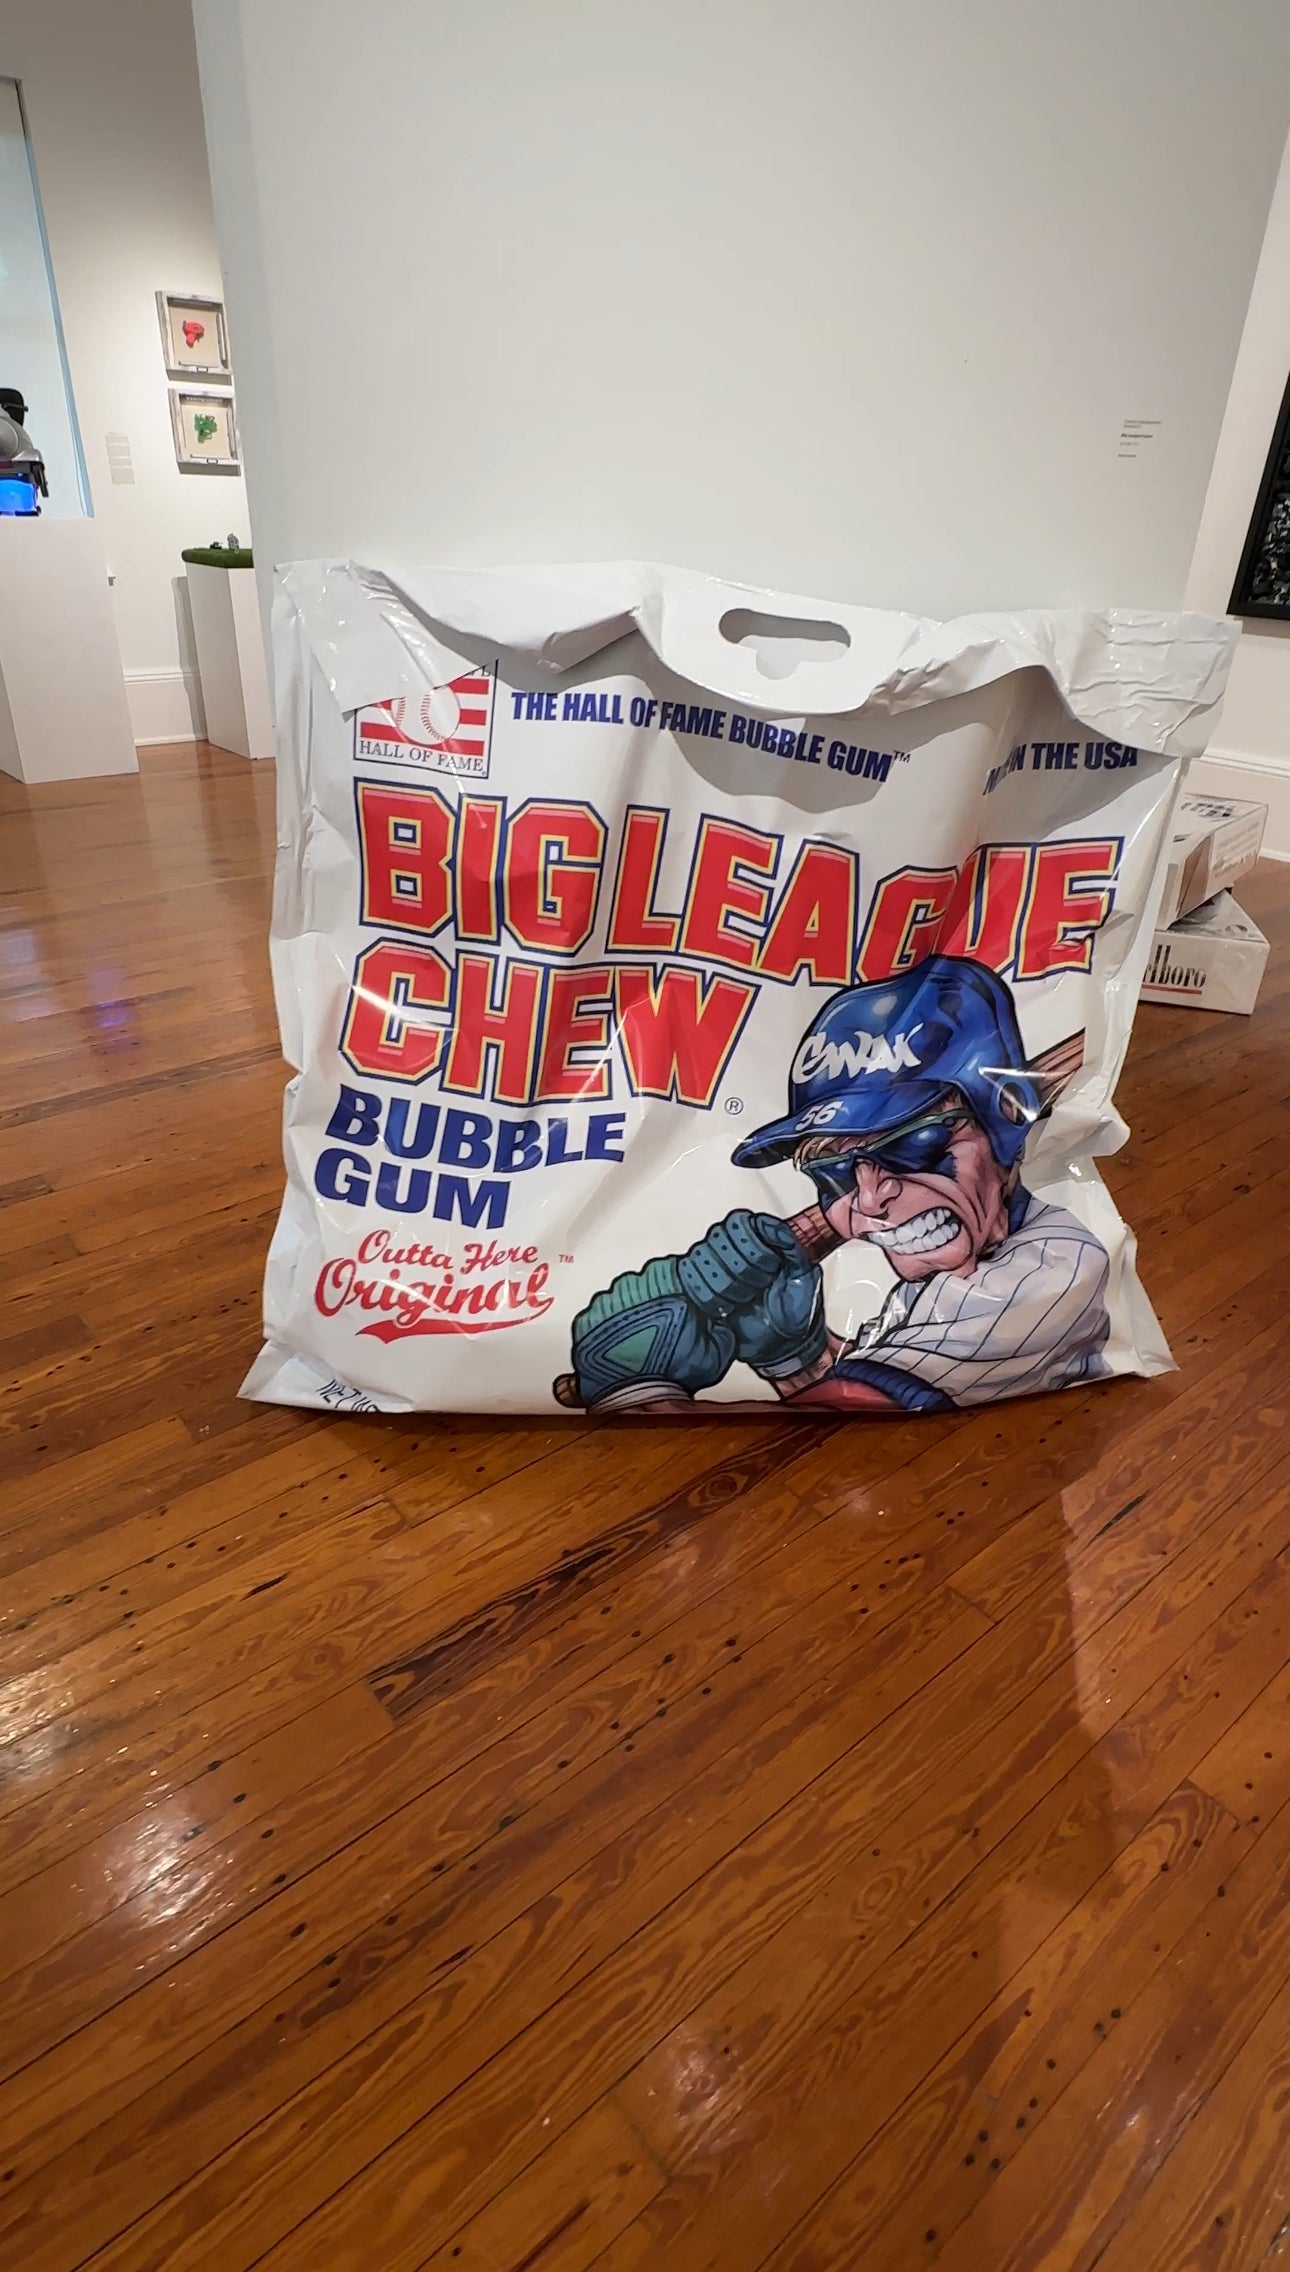 HALL OF FAME
THE HALL OF FAME BUBBLE GUM™
IN THE USA
BIG LEAGUE
CHEW®
BUBBLE
GUM
Outta Here
Original™
56
lboro